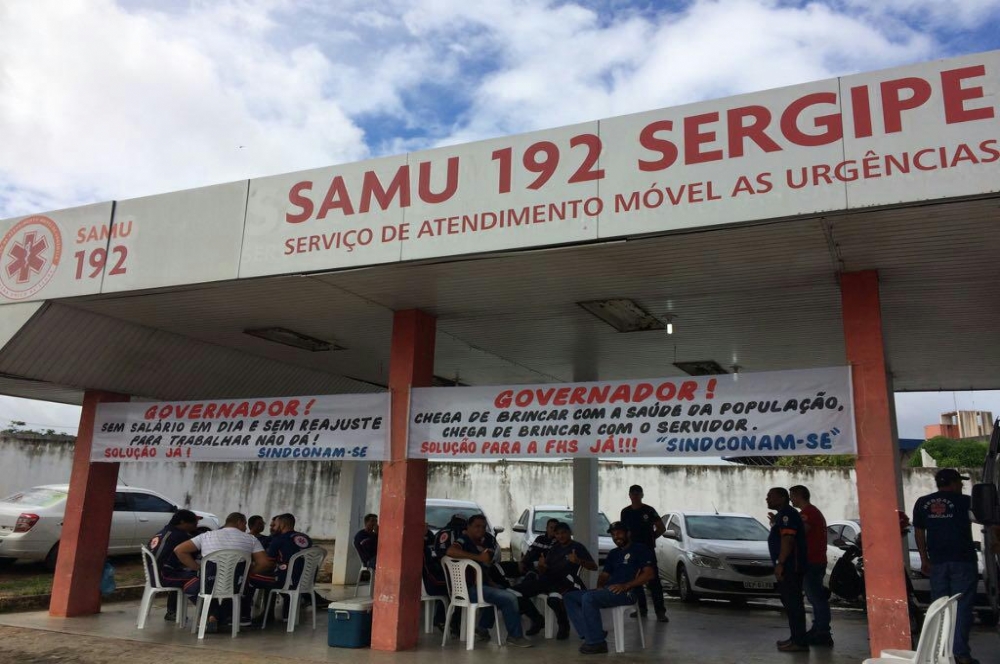 SAMU 192 SERGIPE
SERVIÇO DE ATENDIMENTO MÓVEL AS URGÊNCIAS
SAMU
192
GOVERNADOR!
SEM SALÁRIO EM DIA E SEM REAJUSTE
PARA TRABALHAR NÃO DÁ!
SOLUÇÃO JÁ! SINDCONAM-SE
GOVERNADOR!
CHEGA DE BRINCAR COM A SAÚDE DA POPULAÇÃO,
CHEGA DE BRINCAR COM O SERVIDOR.
SOLUÇÃO PARA A FHS JÁ!!! "SINDCONAM-SE"